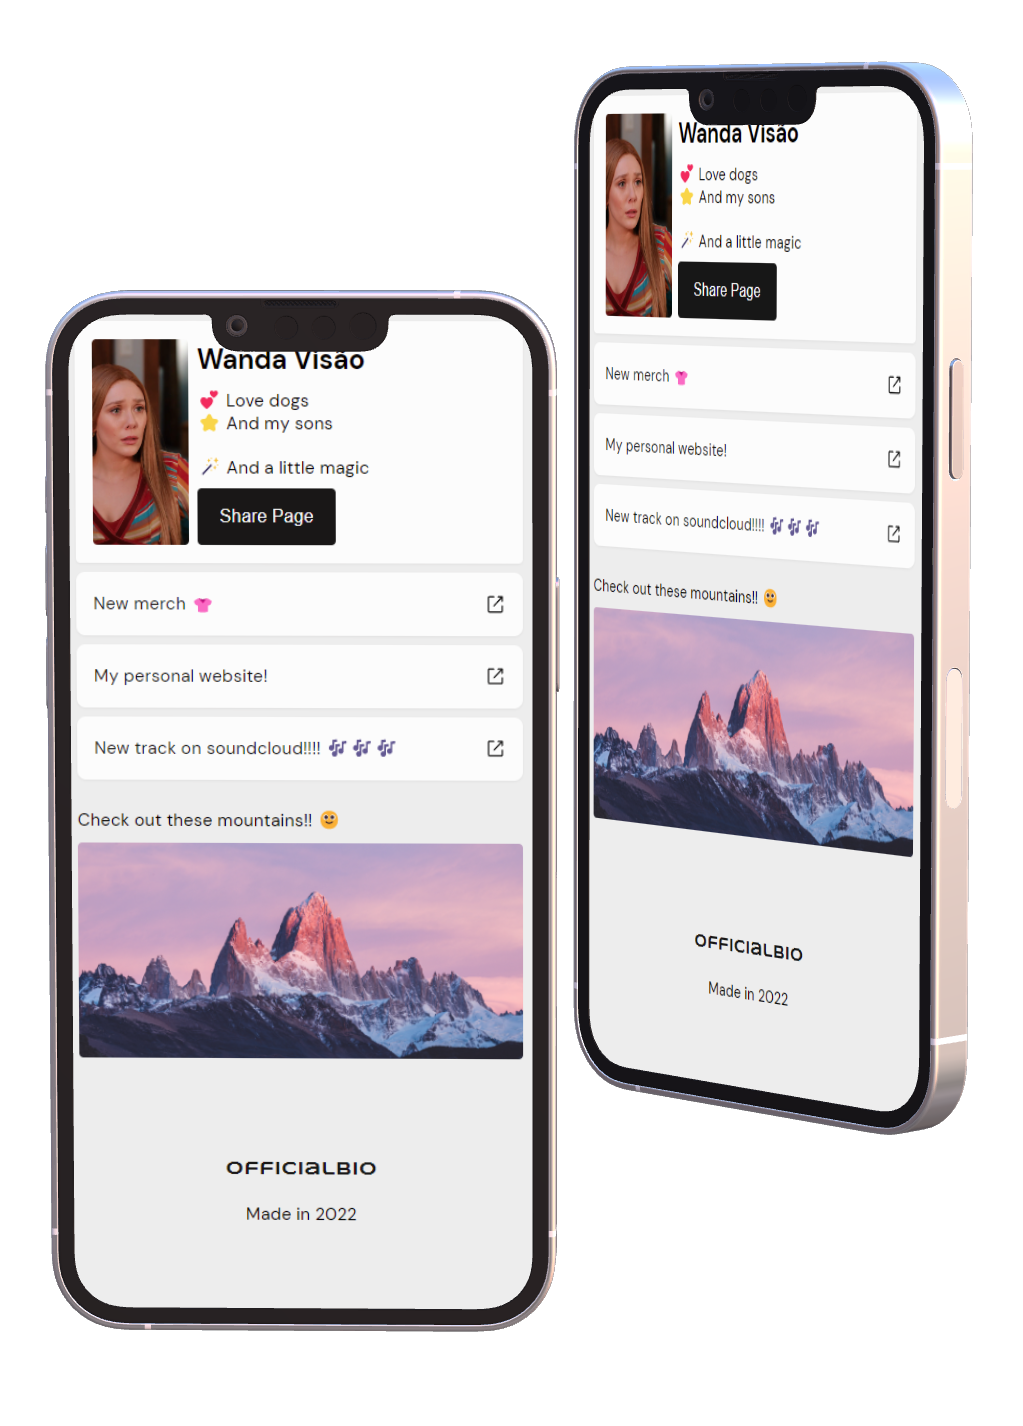 Wanda Visão
💕 Love dogs
⭐ And my sons
🪄 And a little magic
Share Page
New merch 👚
My personal website!
New track on soundcloud!!!! 🎶 🎶 🎶
Check out these mountains!! 🙂
OFFICIALBIO
Made in 2022
Wanda Visão
💕 Love dogs
⭐ And my sons
🪄 And a little magic
Share Page
New merch 👚
My personal website!
New track on soundcloud!!!! 🎶 🎶 🎶
Check out these mountains!! 🙂
OFFICIALBIO
Made in 2022